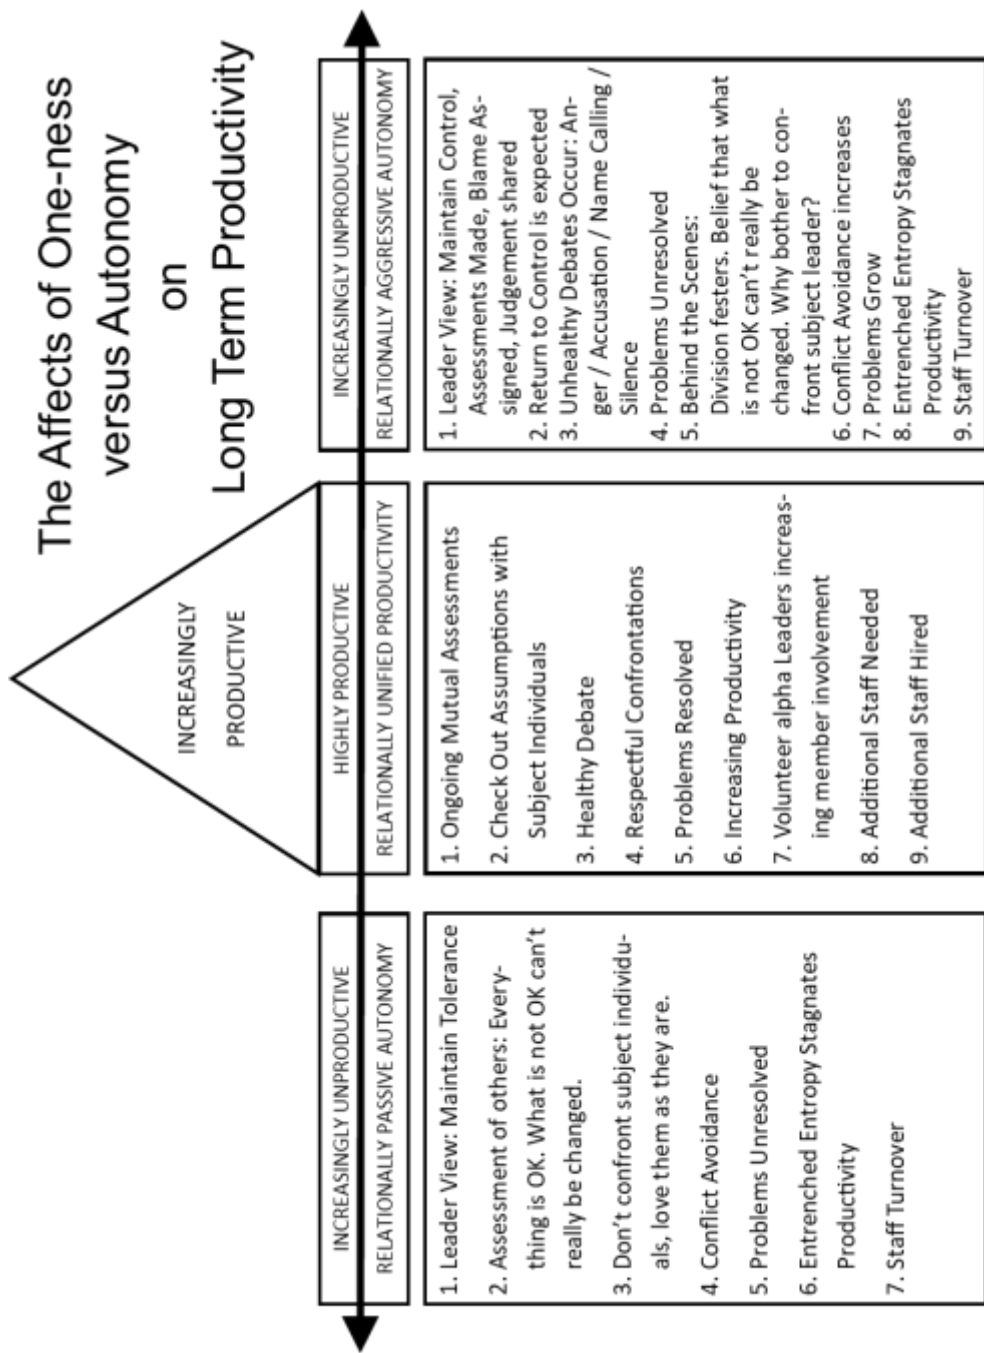 The Affects of One-ness
versus Autonomy
on
Long Term Productivity
INCREASINGLY
PRODUCTIVE
INCREASINGLY UNPRODUCTIVE
RELATIONALLY PASSIVE AUTONOMY
1. Leader View: Maintain Tolerance
2. Assessment of others: Every-
thing is OK. What is not OK can't
really be changed.
3. Don't confront subject individu-
als, love them as they are.
4. Conflict Avoidance
5. Problems Unresolved
6. Entrenched Entropy Stagnates
Productivity
7. Staff Turnover
HIGHLY PRODUCTIVE
RELATIONALLY UNIFIED PRODUCTIVITY
1. Ongoing Mutual Assessments
2. Check Out Assumptions with
Subject Individuals
3. Healthy Debate
4. Respectful Confrontations
5. Problems Resolved
6. Increasing Productivity
7. Volunteer alpha Leaders increas-
ing member involvement
8. Additional Staff Needed
9. Additional Staff Hired
INCREASINGLY UNPRODUCTIVE
RELATIONALLY AGGRESSIVE AUTONOMY
1. Leader View: Maintain Control,
Assessments Made, Blame As-
signed, Judgement shared
2. Return to Control is expected
3. Unhealthy Debates Occur: An-
ger / Accusation / Name Calling /
Silence
4. Problems Unresolved
5. Behind the Scenes:
Division festers. Belief that what
is not OK can't really be
changed. Why bother to con-
front subject leader?
6. Conflict Avoidance increases
7. Problems Grow
8. Entrenched Entropy Stagnates
Productivity
9. Staff Turnover